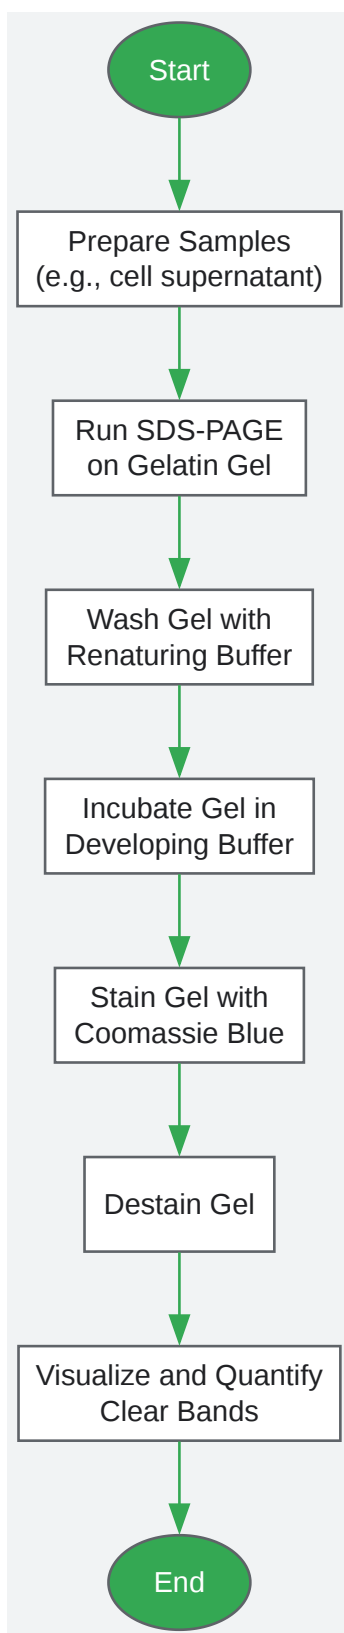 Start
Prepare Samples
(e.g., cell supernatant)
Run SDS-PAGE
on Gelatin Gel
Wash Gel with
Renaturing Buffer
Incubate Gel in
Developing Buffer
Stain Gel with
Coomassie Blue
Destain Gel
Visualize and Quantify
Clear Bands
End